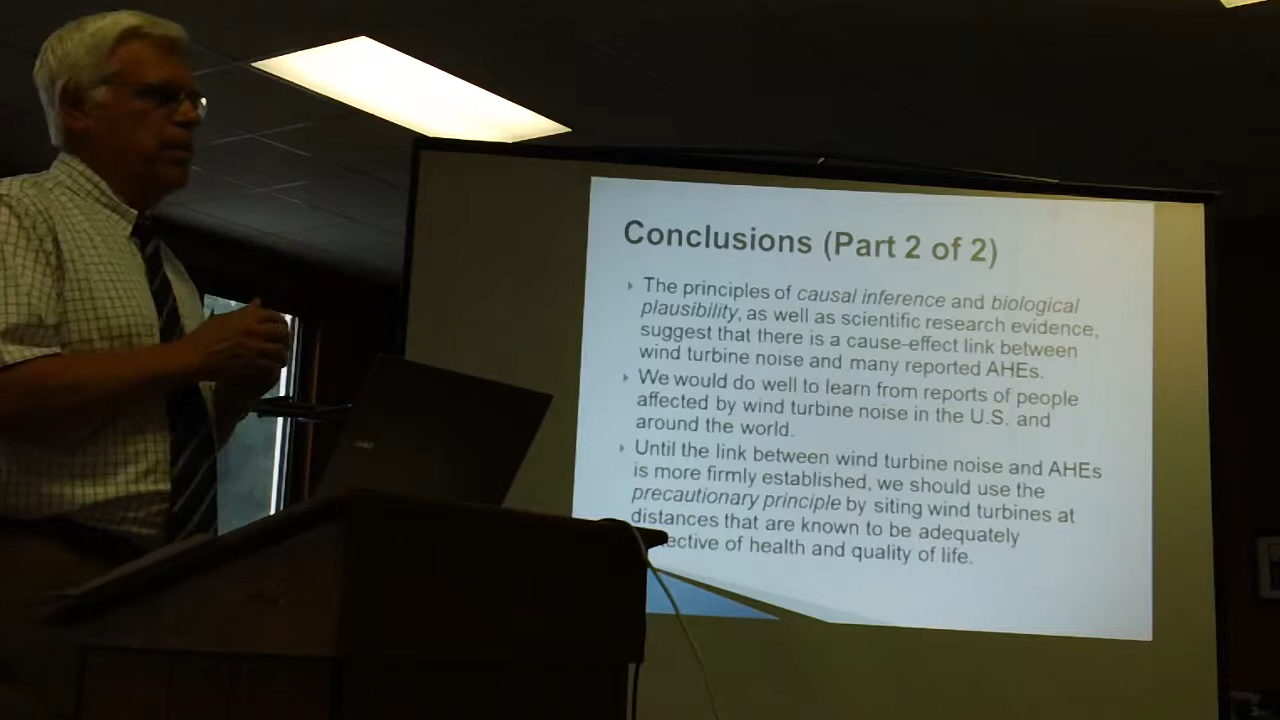 Conclusions (Part 2 of 2)
The principles of causal inference and biological
plausibility, as well as scientific research evidence,
suggest that there is a cause-effect link between
wind turbine noise and many reported AHEs.
We would do well to learn from reports of people
affected by wind turbine noise in the U.S. and
around the world.
Until the link between wind turbine noise and AHEs
is more firmly established, we should use the
precautionary principle by siting wind turbines at
distances that are known to be adequately
ective of health and quality of life.